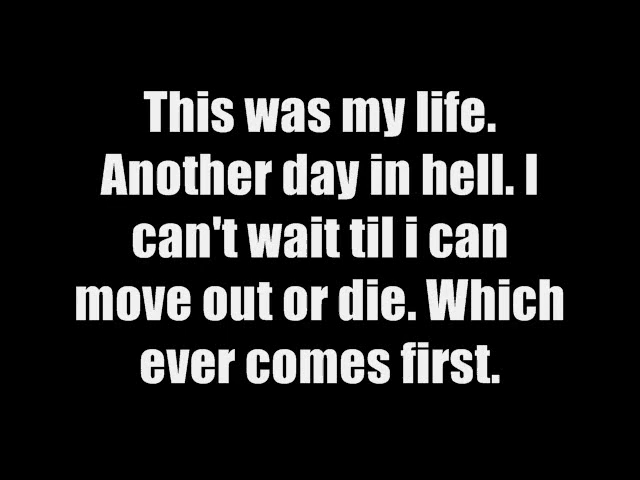 This was my life.
Another day in hell. I
can't wait til i can
move out or die. Which
ever comes first.